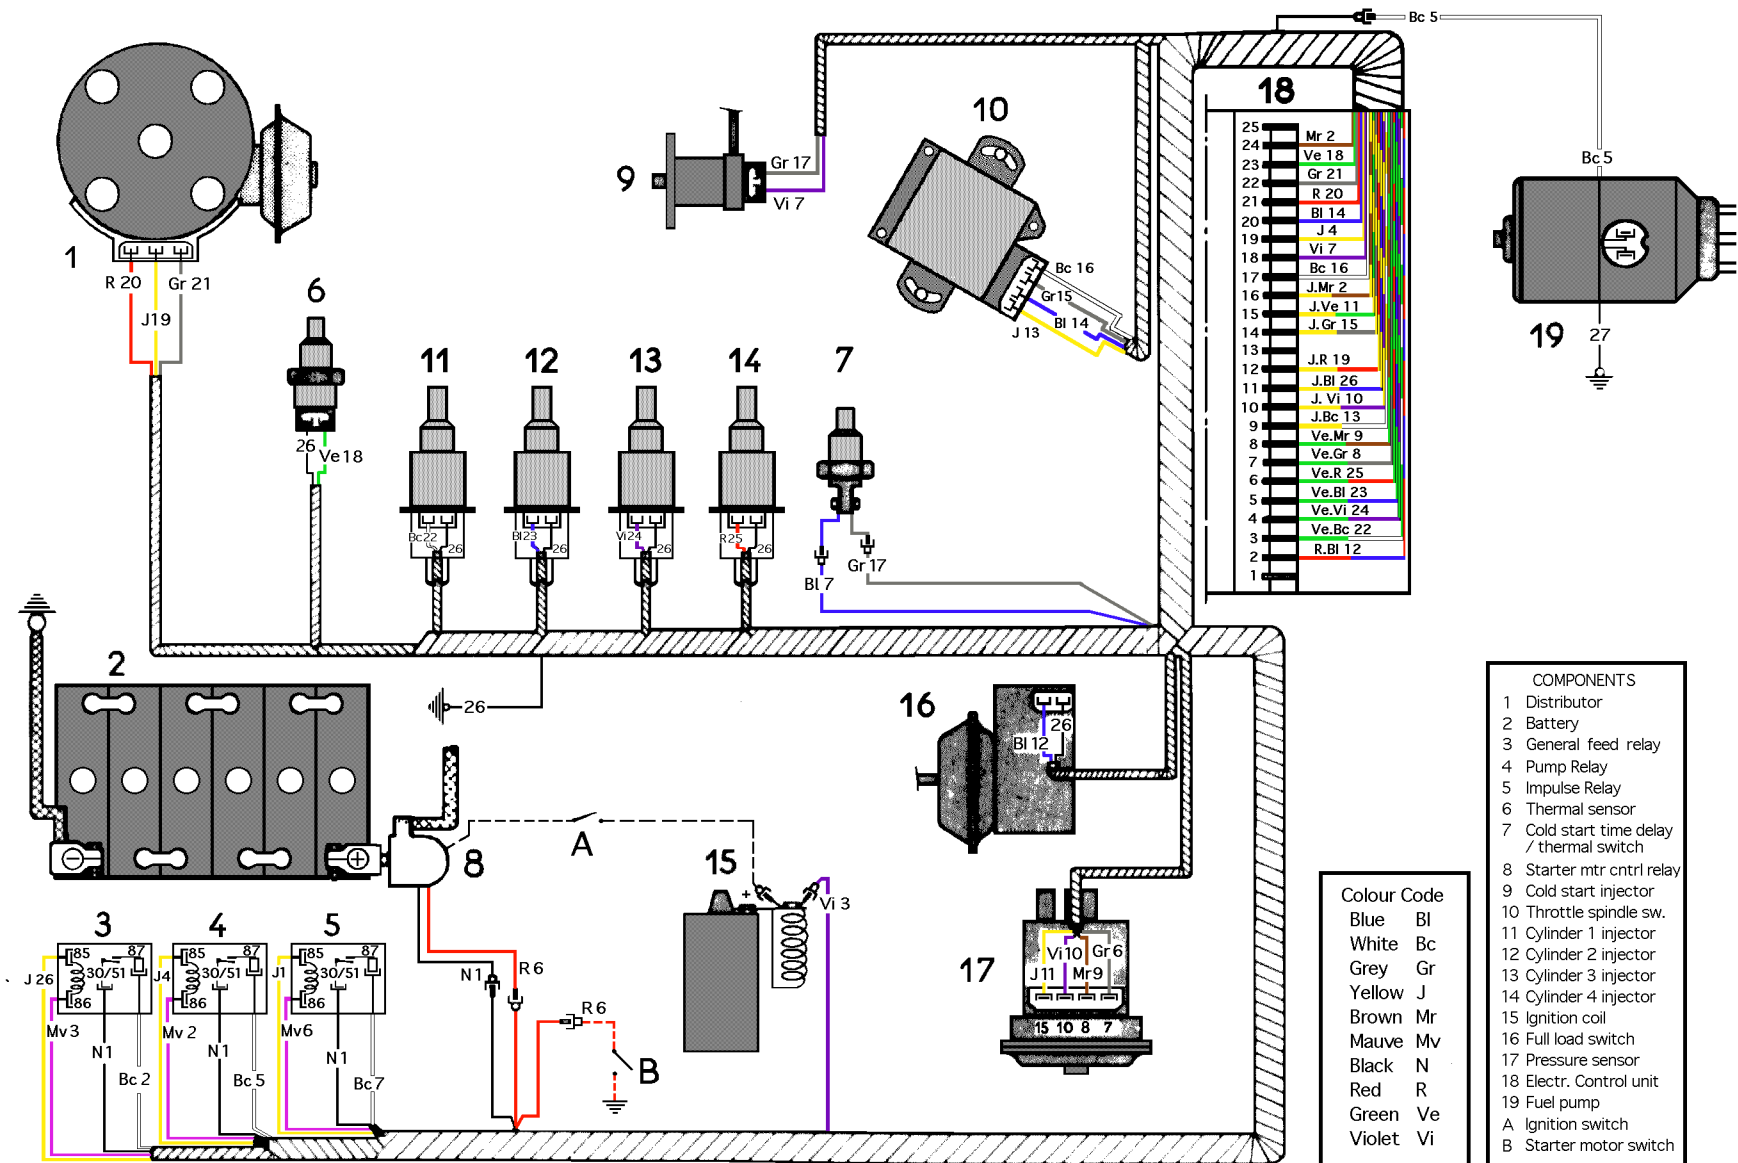 Bc 5
18
10
9
Gr 17
Vi 7
Bc 16
Gr15
Bl 14
J 13
25
24 Mr 2
23 Ve 18
22 Gr 21
21 R 20
20 Bl 14
19 J 4
18 Vi 7
17 Bc 16
16 J.Mr 2
15 J.Ve 11
14 J.Gr 15
13
12 J.R 19
11 J.Bl 26
10 J. Vi 10
9 J.Bc 13
8 Ve.Mr 9
7 Ve.Gr 8
6 Ve.R 25
5 Ve.Bl 23
4 Ve.Vi 24
3 Ve.Bc 22
2 R.Bl 12
1
Bc 5
19
27
1
R 20
Gr 21
J19
6
26
Ve18
11
12
13
14
7
Bc22
26
Bl23
26
Vi24
26
R25
26
Bl 7
Gr 17
2
26
−
+
8
A
15
+
Vi 3
16
26
Bl 12
17
Vi10
Gr 6
J11
Mr9
15 10 8 7
3
4
5
85
87
30/51
86
85
87
30/51
86
85
87
30/51
86
J 26
J4
J1
Mv3
Mv 2
Mv6
N1
N1
N1
Bc 2
Bc 5
Bc7
N1
R 6
R 6
B
Colour Code
Blue Bl
White Bc
Grey Gr
Yellow J
Brown Mr
Mauve Mv
Black N
Red R
Green Ve
Violet Vi
COMPONENTS
1 Distributor
2 Battery
3 General feed relay
4 Pump Relay
5 Impulse Relay
6 Thermal sensor
7 Cold start time delay
/ thermal switch
8 Starter mtr cntrl relay
9 Cold start injector
10 Throttle spindle sw.
11 Cylinder 1 injector
12 Cylinder 2 injector
13 Cylinder 3 injector
14 Cylinder 4 injector
15 Ignition coil
16 Full load switch
17 Pressure sensor
18 Electr. Control unit
19 Fuel pump
A Ignition switch
B Starter motor switch